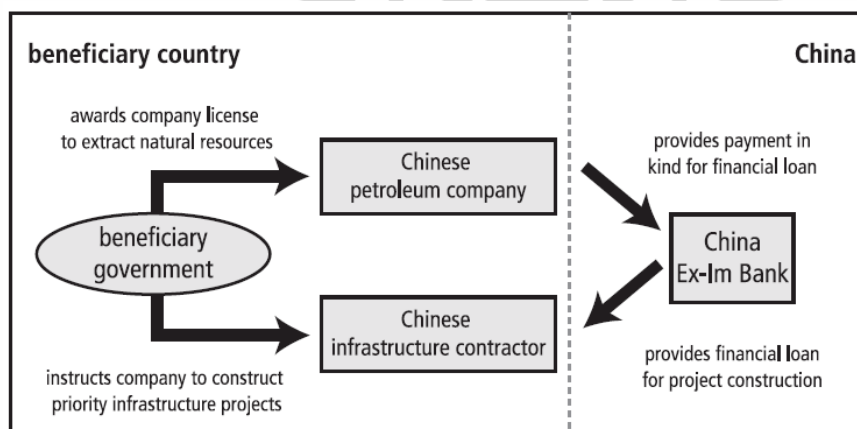 beneficiary country
China
awards company license
to extract natural resources
Chinese
petroleum company
provides payment in
kind for financial loan
beneficiary
government
China
Ex-Im Bank
Chinese
infrastructure contractor
instructs company to construct
priority infrastructure projects
provides financial loan
for project construction